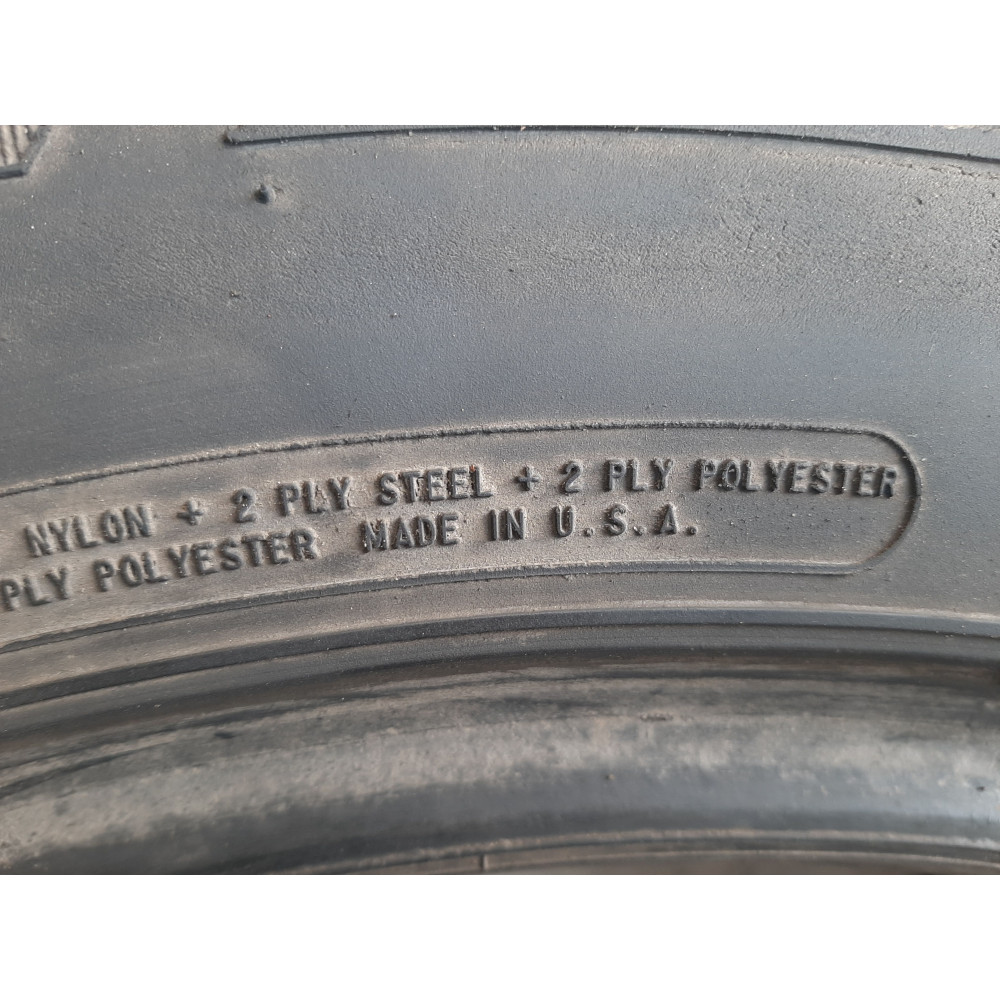 NYLON + 2 PLY STEEL + 2 PLY POLYESTER
PLY POLYESTER MADE IN U.S.A.